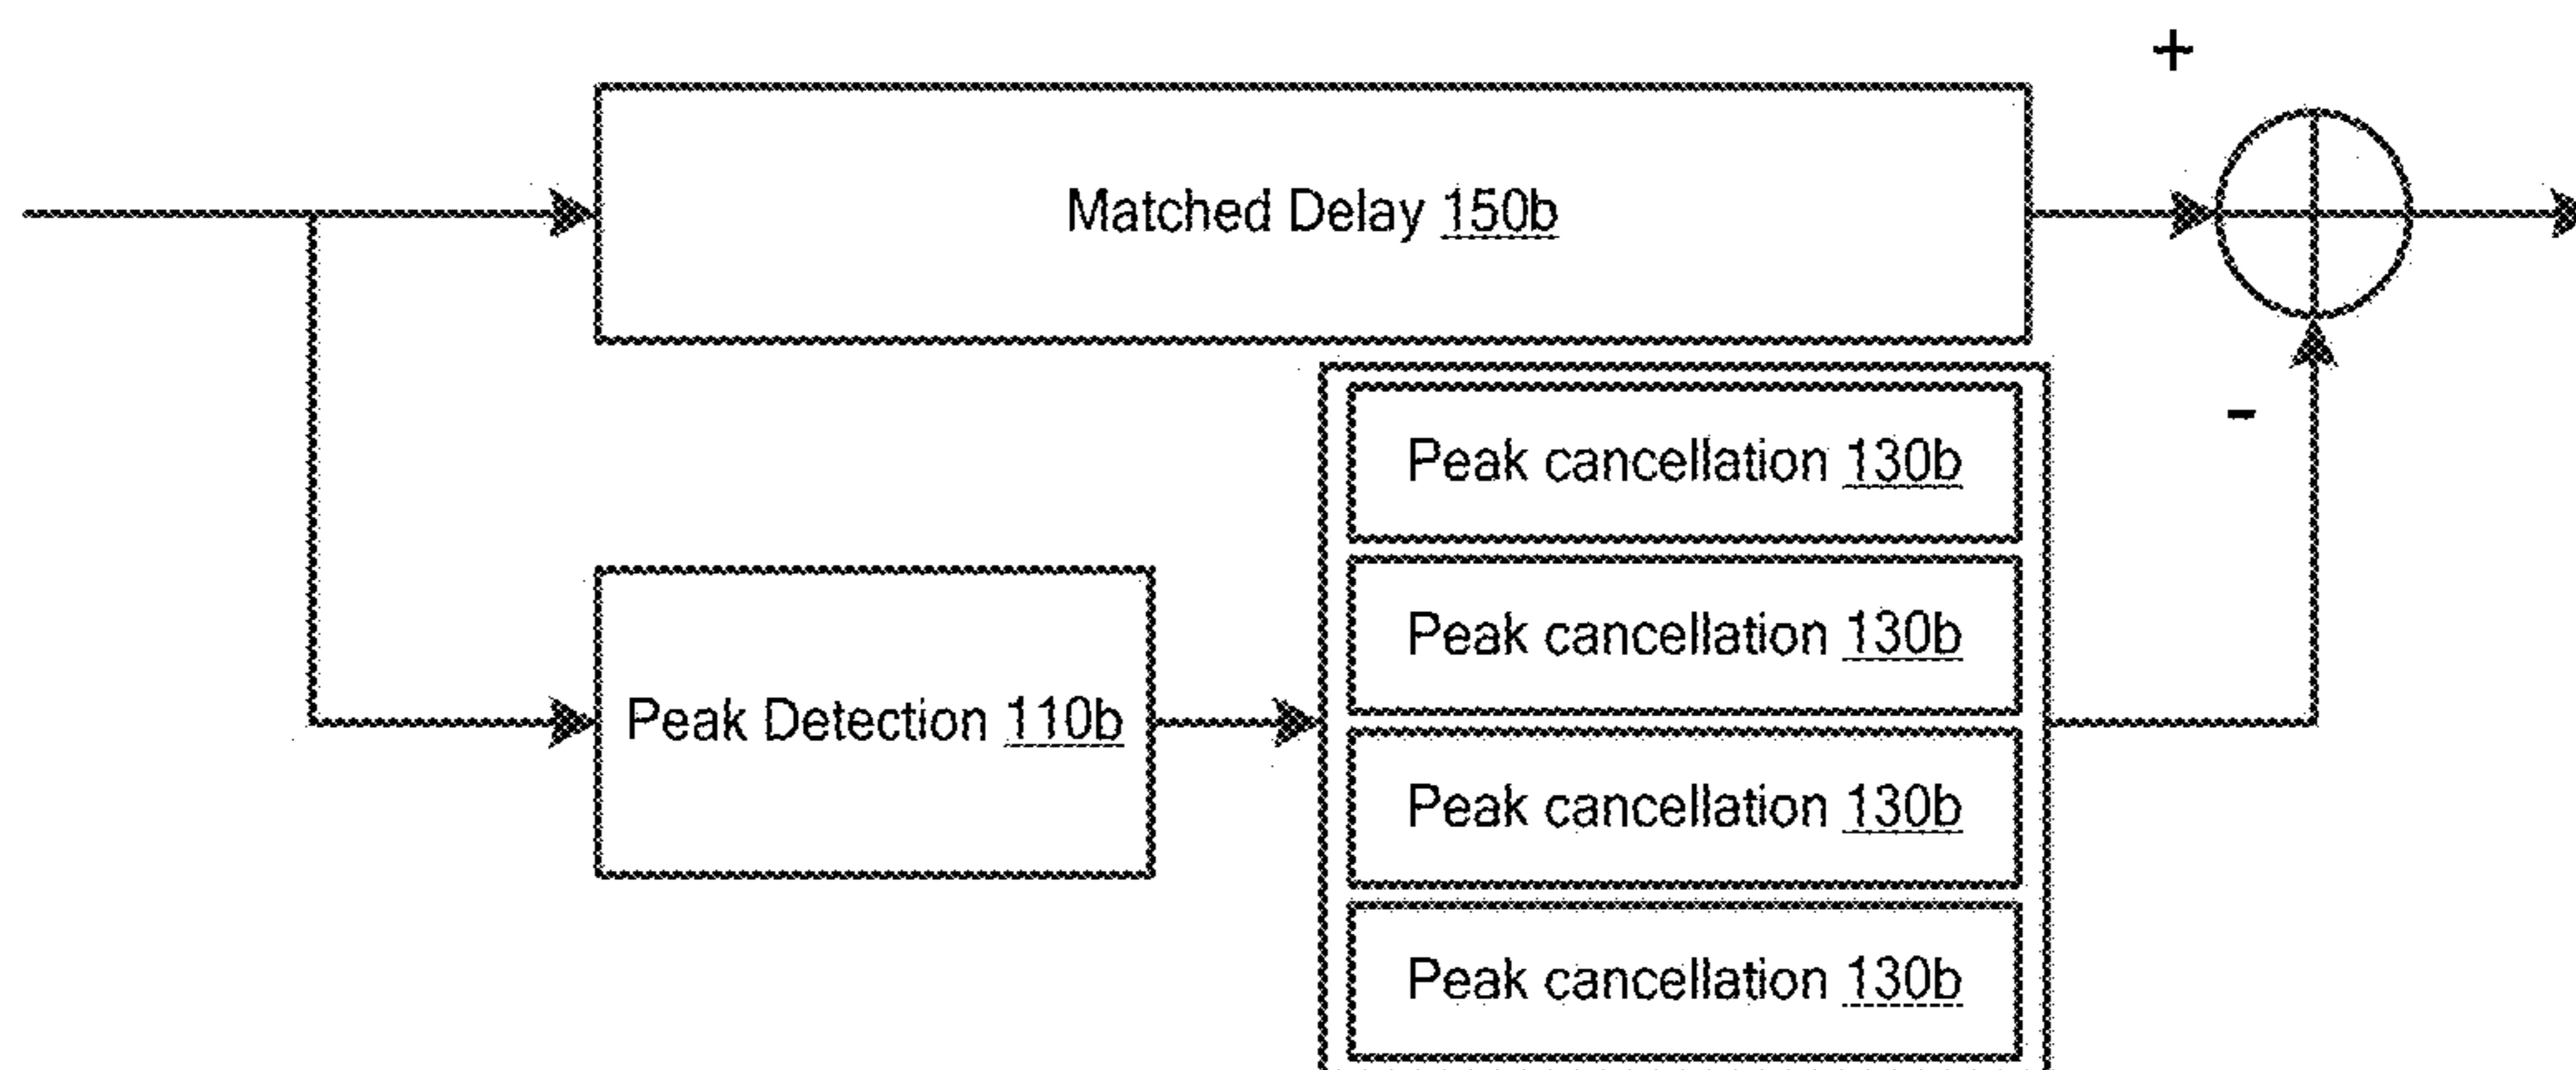 +
Matched Delay 150b
-
Peak cancellation 130b
Peak cancellation 130b
Peak Detection 110b
Peak cancellation 130b
Peak cancellation 130b